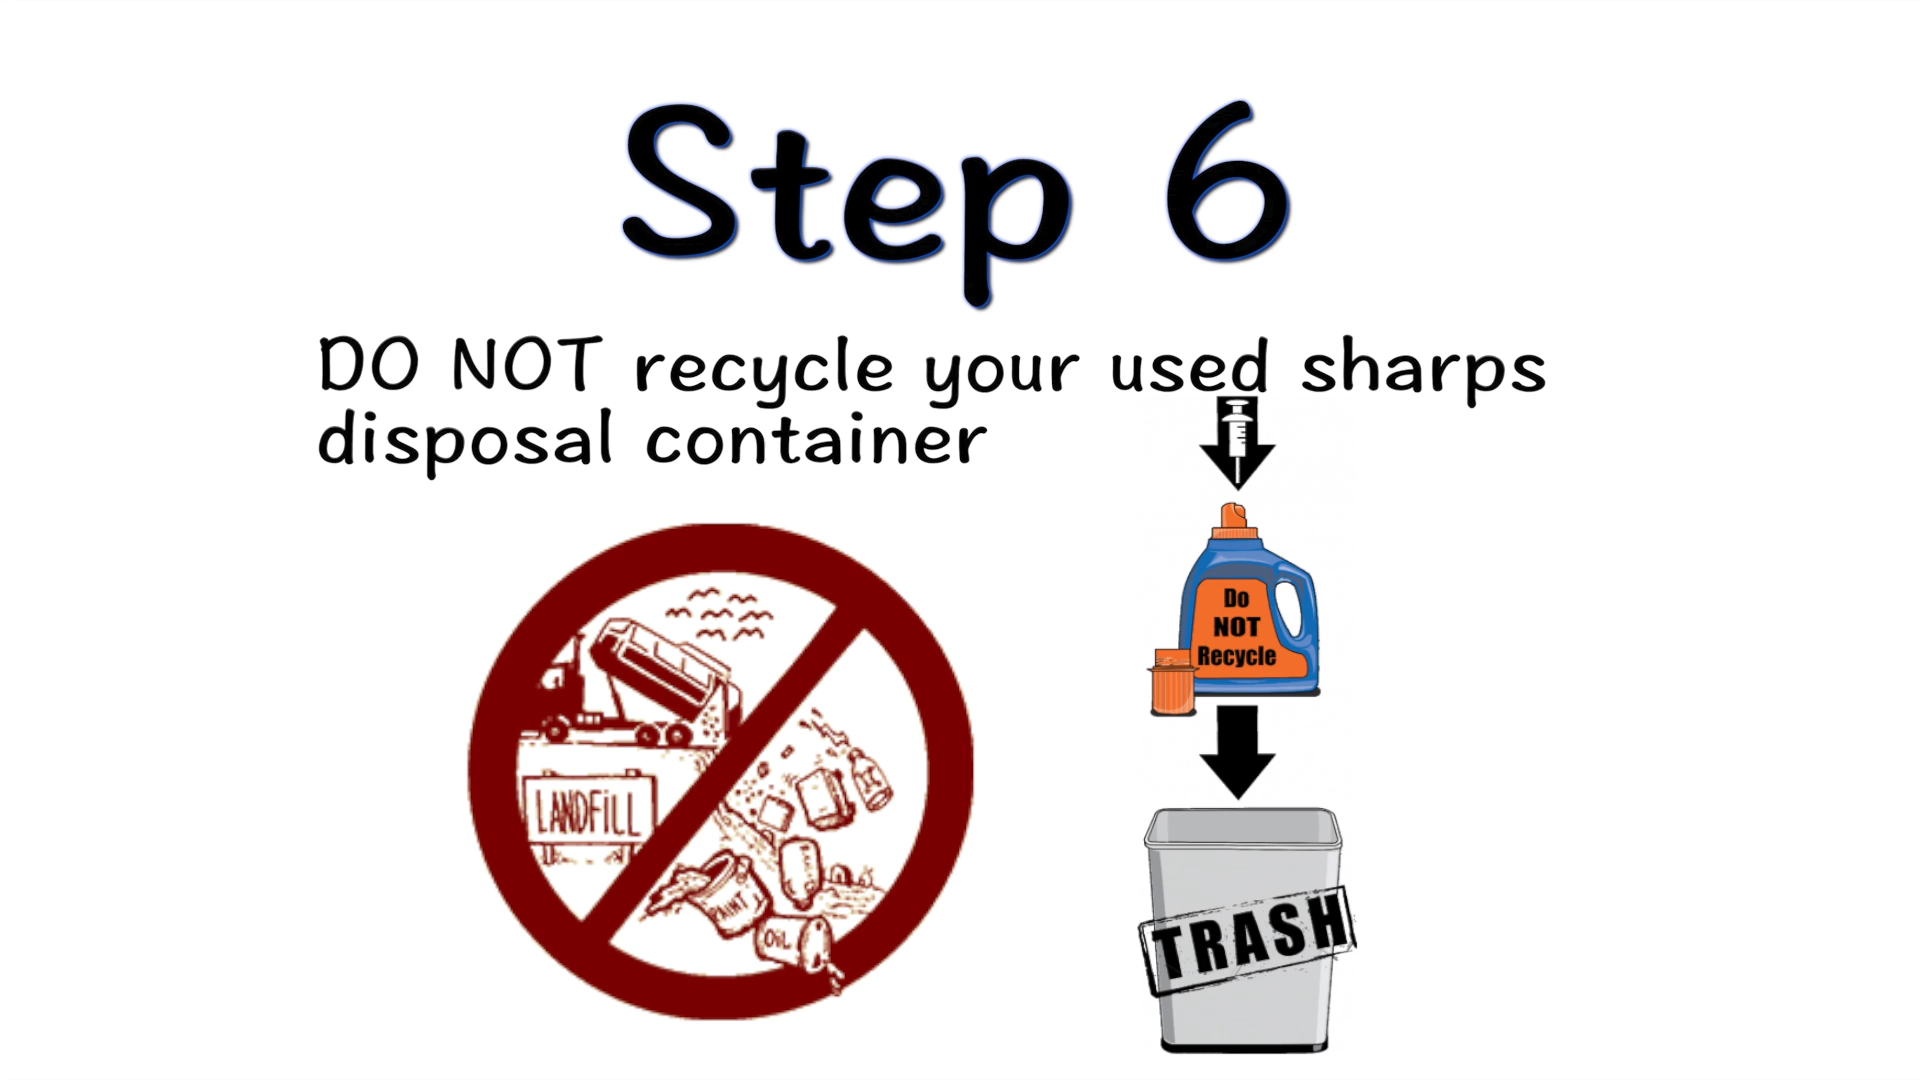 Step 6
DO NOT recycle your used sharps
disposal container
Do
NOT
Recycle
LANDFiLL
PAINT
OiL
TRASH